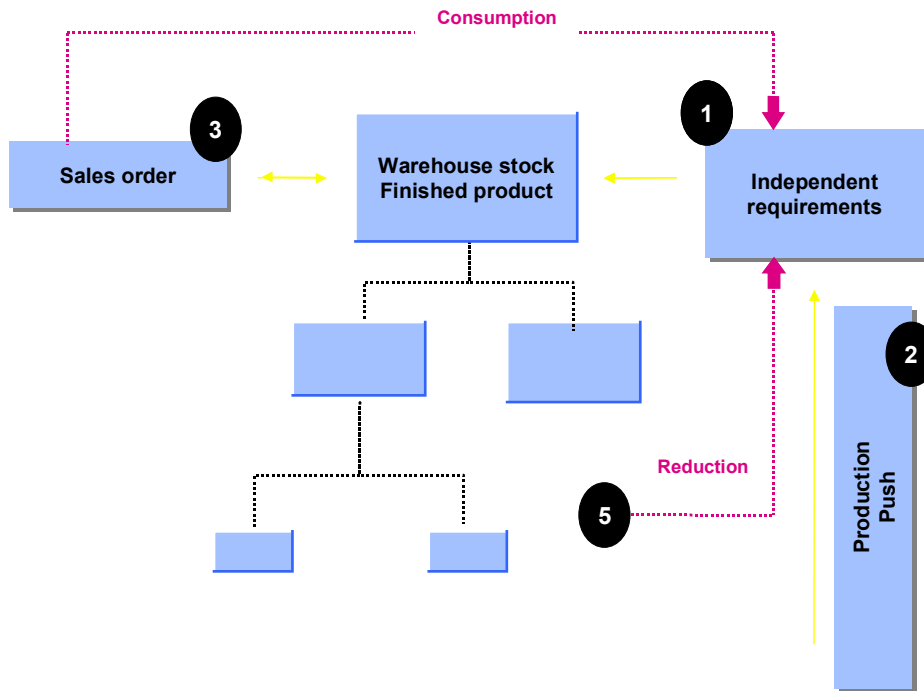 Consumption
1
3
Sales order
Warehouse stock
Finished product
Independent
requirements
2
Reduction
5
Production
Push